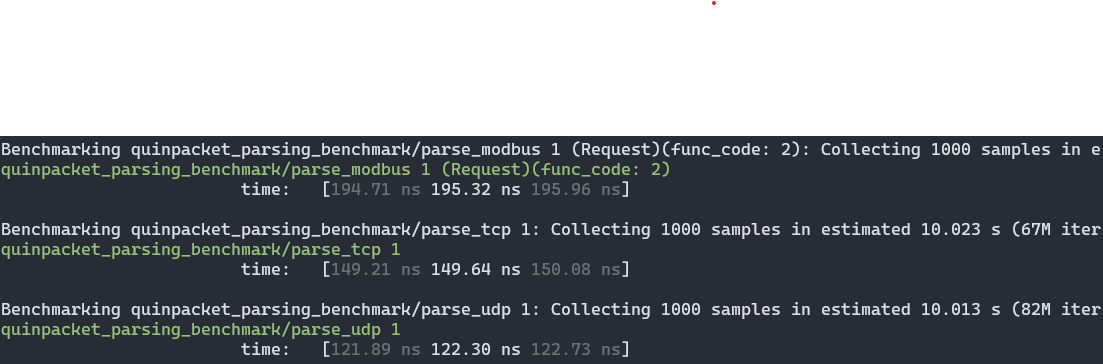 Benchmarking quinpacket_parsing_benchmark/parse_modbus 1 (Request)(func_code: 2): Collecting 1000 samples in e
quinpacket_parsing_benchmark/parse_modbus 1 (Request)(func_code: 2)
time: [194.71 ns 195.32 ns 195.96 ns]
Benchmarking quinpacket_parsing_benchmark/parse_tcp 1: Collecting 1000 samples in estimated 10.023 s (67M iter
quinpacket_parsing_benchmark/parse_tcp 1
time: [149.21 ns 149.64 ns 150.08 ns]
Benchmarking quinpacket_parsing_benchmark/parse_udp 1: Collecting 1000 samples in estimated 10.013 s (82M iter
quinpacket_parsing_benchmark/parse_udp 1
time: [121.89 ns 122.30 ns 122.73 ns]